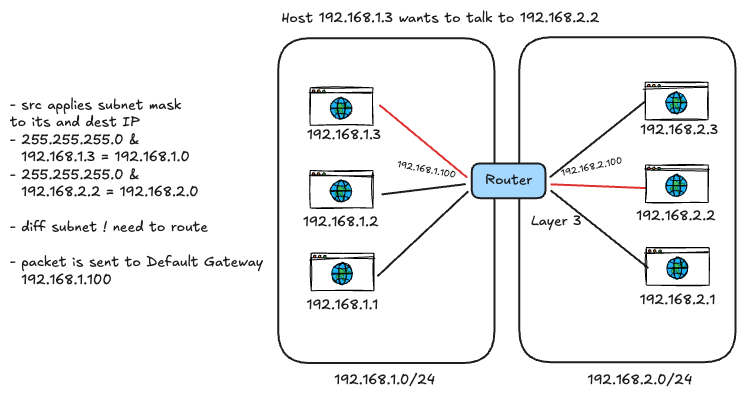 Host 192.168.1.3 wants to talk to 192.168.2.2
- src applies subnet mask
to its and dest IP
- 255.255.255.0 &
192.168.1.3 = 192.168.1.0
- 255.255.255.0 &
192.168.2.2 = 192.168.2.0
- diff subnet ! need to route
- packet is sent to Default Gateway
192.168.1.100
192.168.1.3
192.168.1.2
192.168.1.1
192.168.1.100
Router
192.168.2.100
Layer 3
192.168.2.3
192.168.2.2
192.168.2.1
192.168.1.0/24
192.168.2.0/24